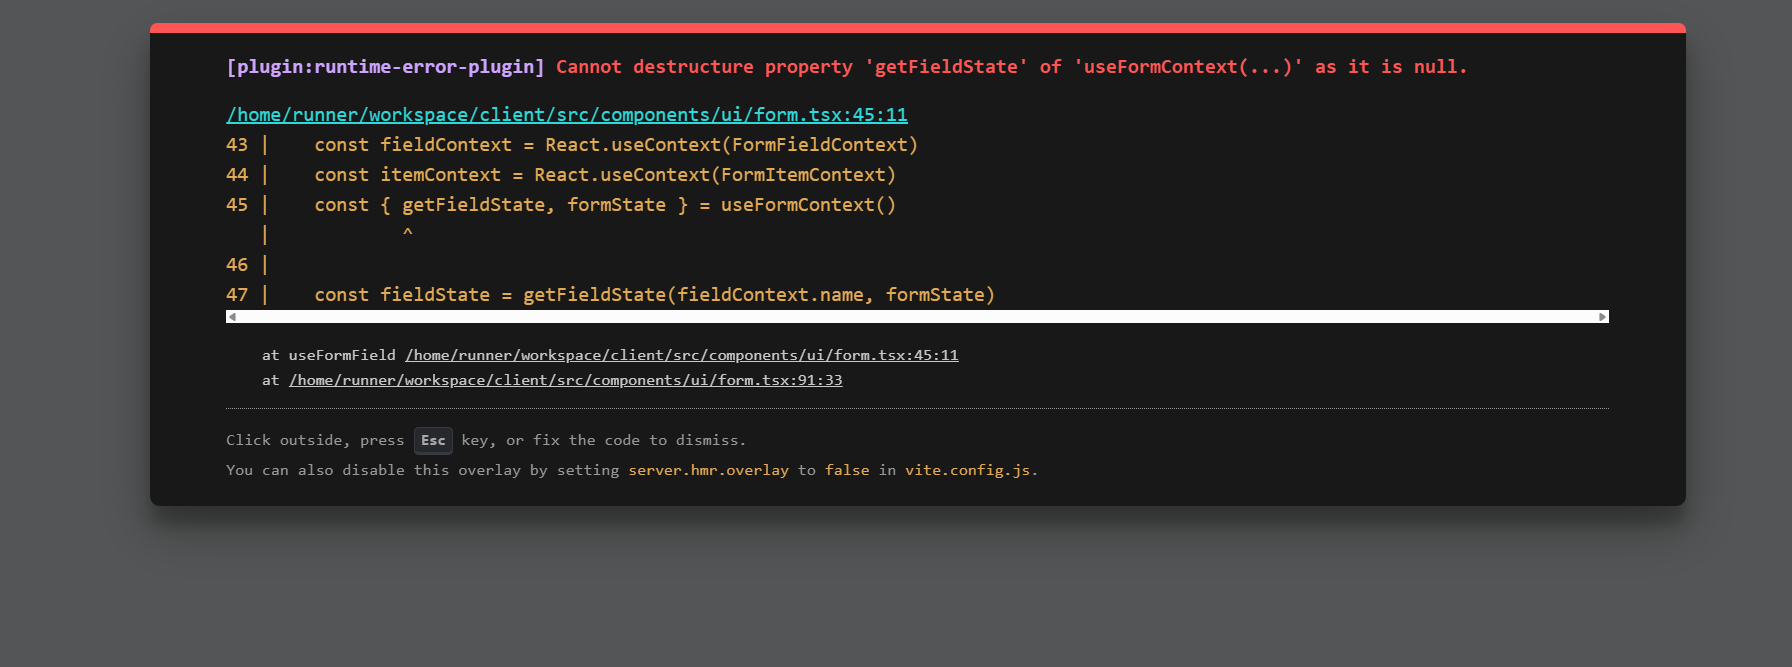 [plugin:runtime-error-plugin] Cannot destructure property 'getFieldState' of 'useFormContext(...)' as it is null.
/home/runner/workspace/client/src/components/ui/form.tsx:45:11
43 |    const fieldContext = React.useContext(FormFieldContext)
44 |    const itemContext = React.useContext(FormItemContext)
45 |    const { getFieldState, formState } = useFormContext()
   |            ^
46 |
47 |    const fieldState = getFieldState(fieldContext.name, formState)
at useFormField /home/runner/workspace/client/src/components/ui/form.tsx:45:11
at /home/runner/workspace/client/src/components/ui/form.tsx:91:33
Click outside, press Esc key, or fix the code to dismiss.
You can also disable this overlay by setting server.hmr.overlay to false in vite.config.js.